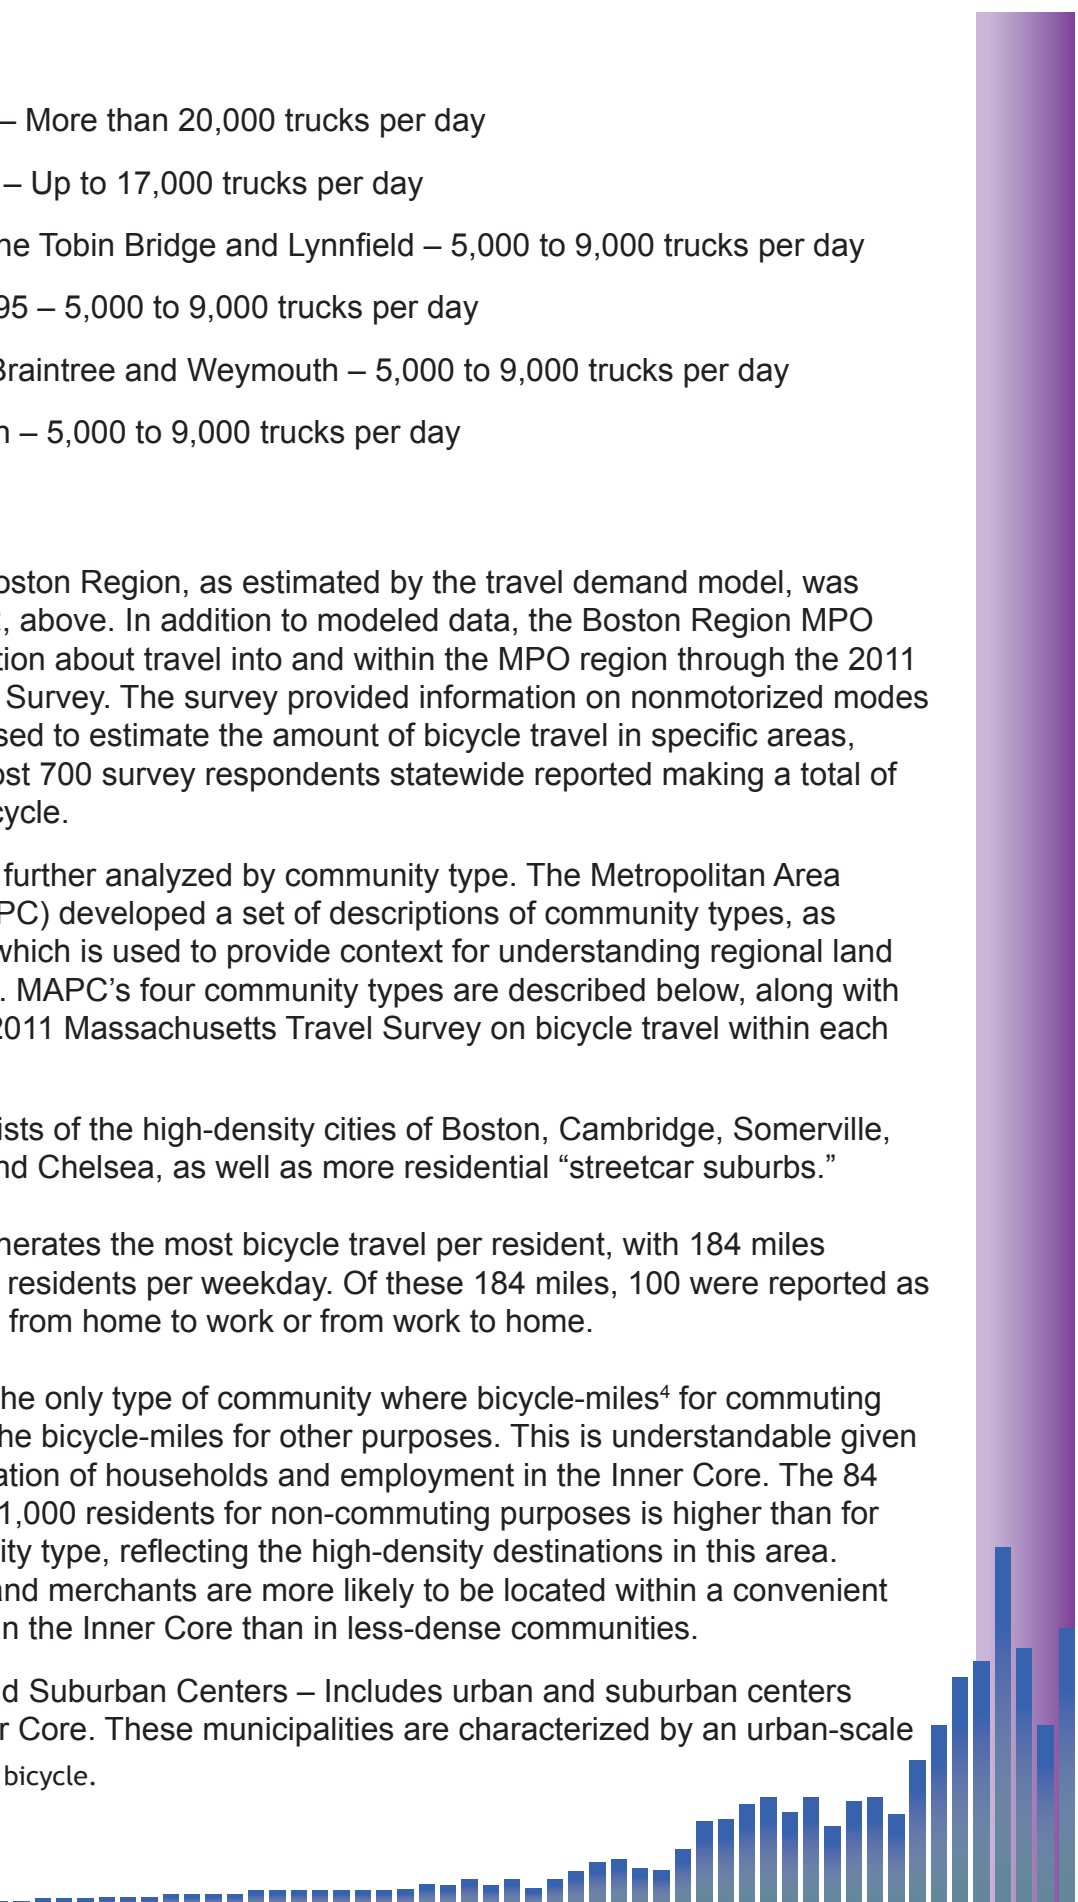 – More than 20,000 trucks per day
– Up to 17,000 trucks per day
he Tobin Bridge and Lynnfield – 5,000 to 9,000 trucks per day
95 – 5,000 to 9,000 trucks per day
Braintree and Weymouth – 5,000 to 9,000 trucks per day
n – 5,000 to 9,000 trucks per day
oston Region, as estimated by the travel demand model, was
, above. In addition to modeled data, the Boston Region MPO
tion about travel into and within the MPO region through the 2011
Survey. The survey provided information on nonmotorized modes
sed to estimate the amount of bicycle travel in specific areas,
ost 700 survey respondents statewide reported making a total of
cycle.
further analyzed by community type. The Metropolitan Area
PC) developed a set of descriptions of community types, as
which is used to provide context for understanding regional land
. MAPC’s four community types are described below, along with
2011 Massachusetts Travel Survey on bicycle travel within each
ists of the high-density cities of Boston, Cambridge, Somerville,
nd Chelsea, as well as more residential “streetcar suburbs.”
nerates the most bicycle travel per resident, with 184 miles
residents per weekday. Of these 184 miles, 100 were reported as
from home to work or from work to home.
he only type of community where bicycle-miles⁴ for commuting
he bicycle-miles for other purposes. This is understandable given
ation of households and employment in the Inner Core. The 84
1,000 residents for non-commuting purposes is higher than for
ity type, reflecting the high-density destinations in this area.
and merchants are more likely to be located within a convenient
n the Inner Core than in less-dense communities.
d Suburban Centers – Includes urban and suburban centers
r Core. These municipalities are characterized by an urban-scale
bicycle.